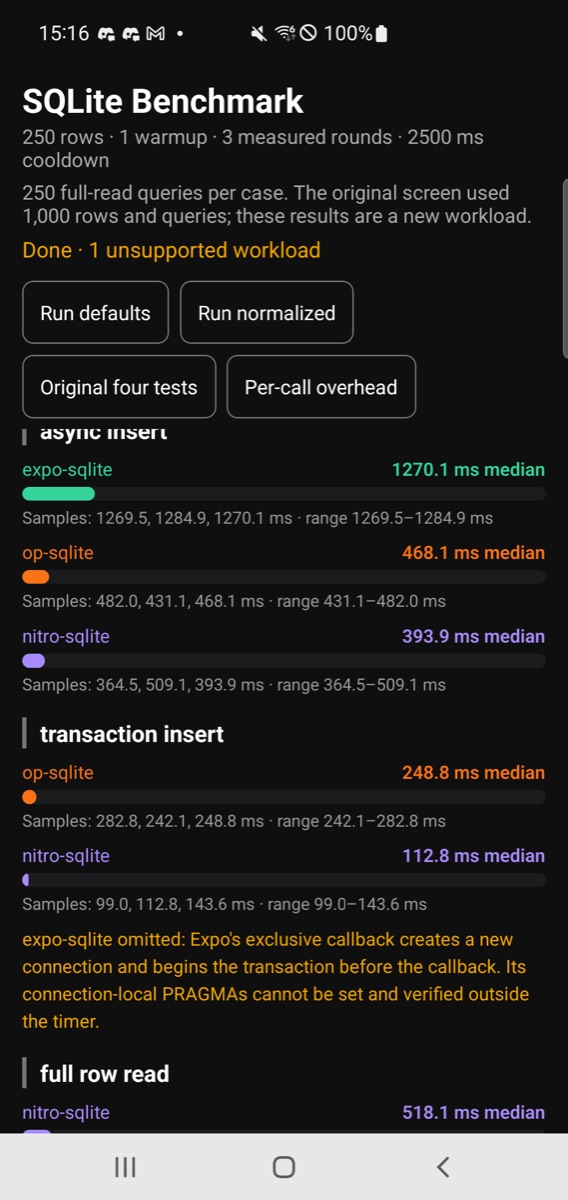 15:16
100%
SQLite Benchmark
250 rows · 1 warmup · 3 measured rounds · 2500 ms
cooldown
250 full-read queries per case. The original screen used
1,000 rows and queries; these results are a new workload.
Done · 1 unsupported workload
Run defaults
Run normalized
Original four tests
Per-call overhead
async insert
expo-sqlite
1270.1 ms median
Samples: 1269.5, 1284.9, 1270.1 ms · range 1269.5–1284.9 ms
op-sqlite
468.1 ms median
Samples: 482.0, 431.1, 468.1 ms · range 431.1–482.0 ms
nitro-sqlite
393.9 ms median
Samples: 364.5, 509.1, 393.9 ms · range 364.5–509.1 ms
transaction insert
op-sqlite
248.8 ms median
Samples: 282.8, 242.1, 248.8 ms · range 242.1–282.8 ms
nitro-sqlite
112.8 ms median
Samples: 99.0, 112.8, 143.6 ms · range 99.0–143.6 ms
expo-sqlite omitted: Expo's exclusive callback creates a new
connection and begins the transaction before the callback. Its
connection-local PRAGMAs cannot be set and verified outside
the timer.
full row read
nitro-sqlite
518.1 ms median